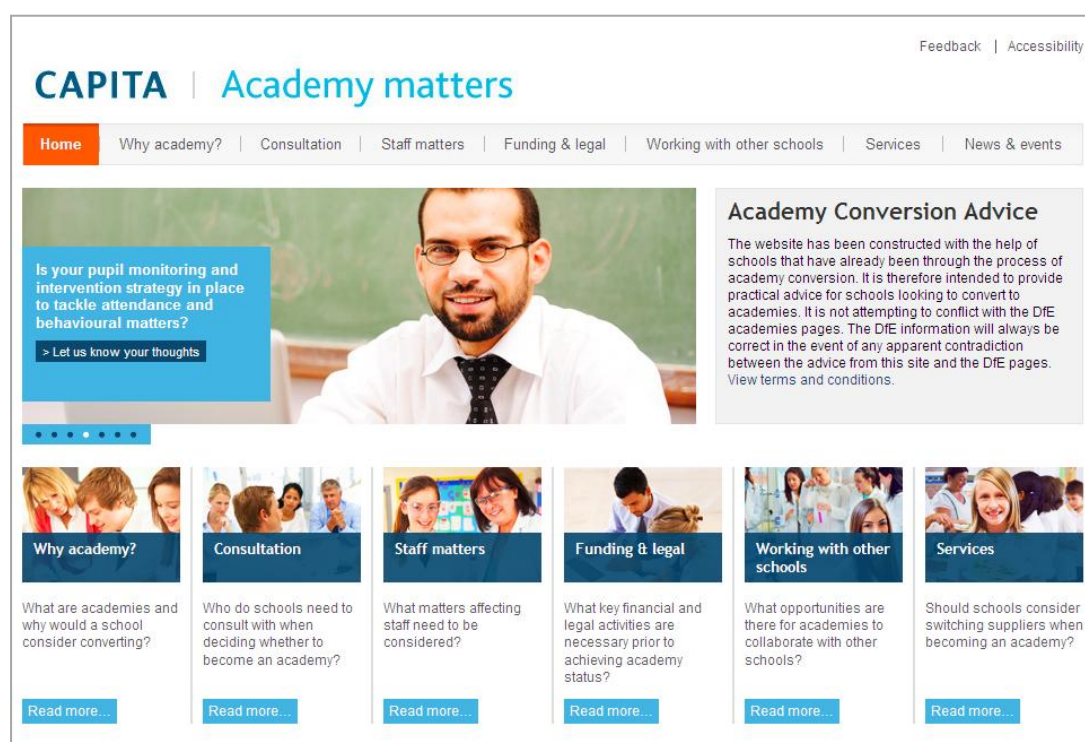 Feedback | Accessibility
CAPITA | Academy matters
Home Why academy? | Consultation | Staff matters | Funding & legal | Working with other schools | Services | News & events
Is your pupil monitoring and
intervention strategy in place
to tackle attendance and
behavioural matters?
> Let us know your thoughts
Academy Conversion Advice
The website has been constructed with the help of
schools that have already been through the process of
academy conversion. It is therefore intended to provide
practical advice for schools looking to convert to
academies. It is not attempting to conflict with the DfE
academies pages. The DfE information will always be
correct in the event of any apparent contradiction
between the advice from this site and the DfE pages.
View terms and conditions.
Why academy?
What are academies and
why would a school
consider converting?
Read more...
Consultation
Who do schools need to
consult with when
deciding whether to
become an academy?
Read more...
Staff matters
What matters affecting
staff need to be
considered?
Read more...
Funding & legal
What key financial and
legal activities are
necessary prior to
achieving academy
status?
Read more...
Working with other
schools
What opportunities are
there for academies to
collaborate with other
schools?
Read more...
Services
Should schools consider
switching suppliers when
becoming an academy?
Read more...